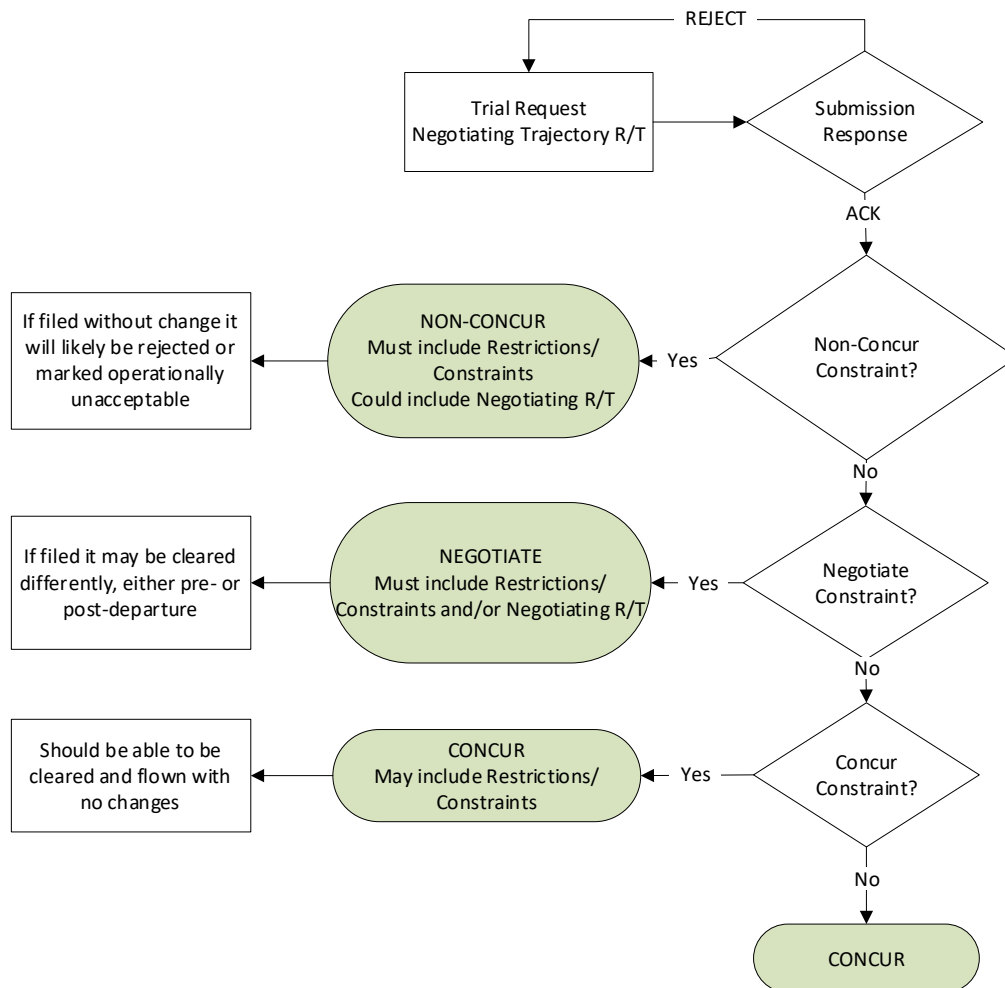 REJECT
Trial Request
Negotiating Trajectory R/T
Submission
Response
ACK
If filed without change it
will likely be rejected or
marked operationally
unacceptable
NON-CONCUR
Must include Restrictions/
Constraints
Could include Negotiating R/T
Yes
Non-Concur
Constraint?
No
If filed it may be cleared
differently, either pre- or
post-departure
NEGOTIATE
Must include Restrictions/
Constraints and/or Negotiating R/T
Yes
Negotiate
Constraint?
No
Should be able to be
cleared and flown with
no changes
CONCUR
May include Restrictions/
Constraints
Yes
Concur
Constraint?
No
CONCUR